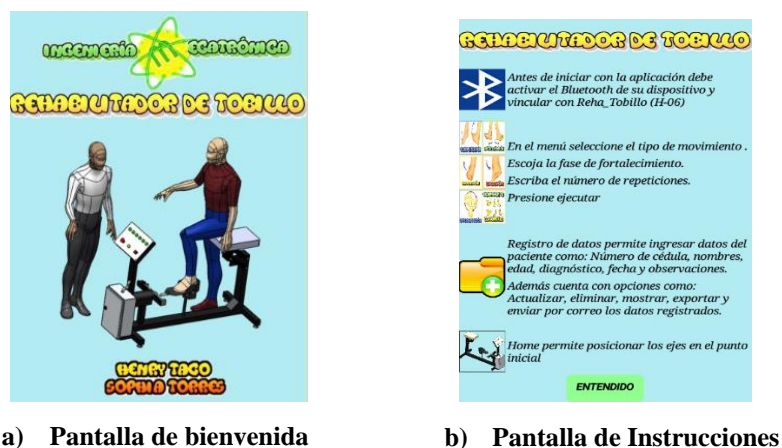 INGENIERÍA MECATRÓNICA
REHABILITADOR DE TOBILLO
HENRY TACO
SOPHIA TORRES
a) Pantalla de bienvenida
REHABILITADOR DE TOBILLO
Antes de iniciar con la aplicación debe
activar el Bluetooth de su dispositivo y
vincular con Reha_Tobillo (H-06)
En el menú seleccione el tipo de movimiento .
Escoja la fase de fortalecimiento.
Escriba el número de repeticiones.
Presione ejecutar
Registro de datos permite ingresar datos del
paciente como: Número de cédula, nombres,
edad, diagnóstico, fecha y observaciones.
Además cuenta con opciones como:
Actualizar, eliminar, mostrar, exportar y
enviar por correo los datos registrados.
Home permite posicionar los ejes en el punto
inicial
ENTENDIDO
b) Pantalla de Instrucciones